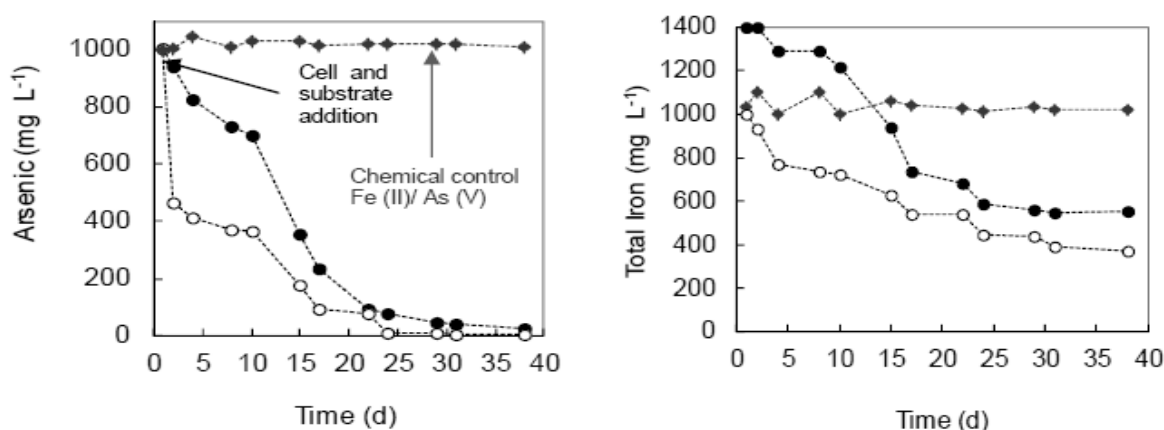 Arsenic (mg L-1)
1000
800
600
400
200
0
Cell and
substrate
addition
Chemical control
Fe (II)/ As (V)
0 5 10 15 20 25 30 35 40
Time (d)
Total Iron (mg L-1)
1400
1200
1000
800
600
400
200
0
0 5 10 15 20 25 30 35 40
Time (d)